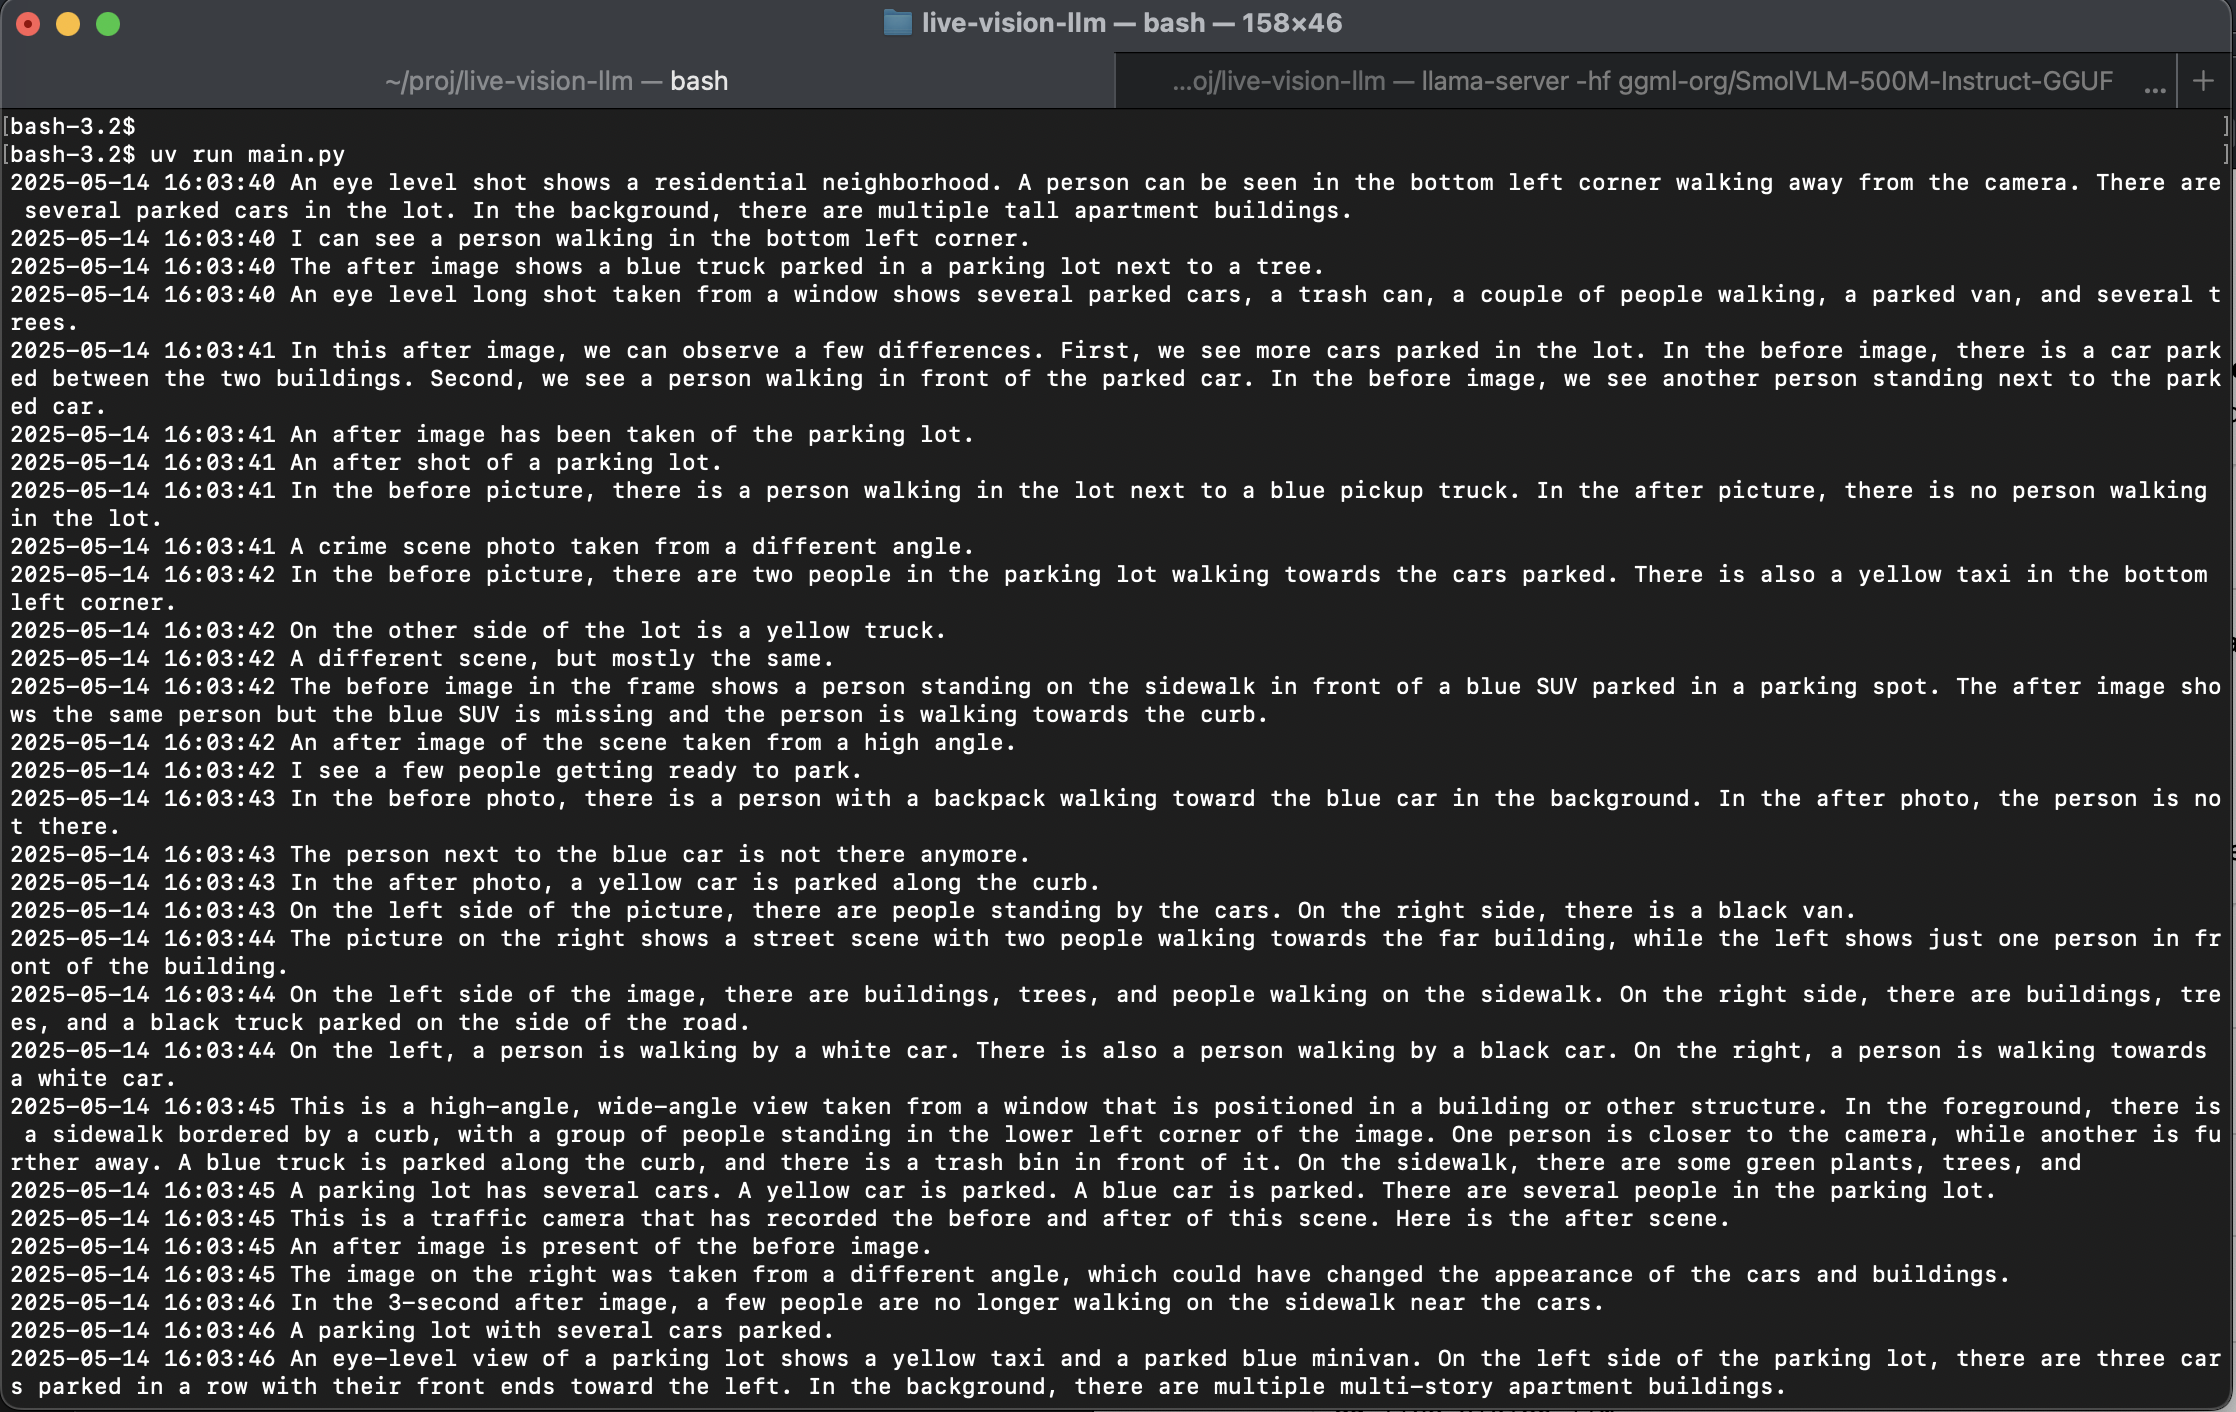 live-vision-llm — bash — 158×46
~/proj/live-vision-llm — bash
...oj/live-vision-llm — llama-server -hf ggml-org/SmolVLM-500M-Instruct-GGUF ... +
[bash-3.2$ ]
[bash-3.2$ uv run main.py ]
2025-05-14 16:03:40 An eye level shot shows a residential neighborhood. A person can be seen in the bottom left corner walking away from the camera. There are
 several parked cars in the lot. In the background, there are multiple tall apartment buildings.
2025-05-14 16:03:40 I can see a person walking in the bottom left corner.
2025-05-14 16:03:40 The after image shows a blue truck parked in a parking lot next to a tree.
2025-05-14 16:03:40 An eye level long shot taken from a window shows several parked cars, a trash can, a couple of people walking, a parked van, and several t
rees.
2025-05-14 16:03:41 In this after image, we can observe a few differences. First, we see more cars parked in the lot. In the before image, there is a car park
ed between the two buildings. Second, we see a person walking in front of the parked car. In the before image, we see another person standing next to the park
ed car.
2025-05-14 16:03:41 An after image has been taken of the parking lot.
2025-05-14 16:03:41 An after shot of a parking lot.
2025-05-14 16:03:41 In the before picture, there is a person walking in the lot next to a blue pickup truck. In the after picture, there is no person walking
in the lot.
2025-05-14 16:03:41 A crime scene photo taken from a different angle.
2025-05-14 16:03:42 In the before picture, there are two people in the parking lot walking towards the cars parked. There is also a yellow taxi in the bottom
left corner.
2025-05-14 16:03:42 On the other side of the lot is a yellow truck.
2025-05-14 16:03:42 A different scene, but mostly the same.
2025-05-14 16:03:42 The before image in the frame shows a person standing on the sidewalk in front of a blue SUV parked in a parking spot. The after image sho
ws the same person but the blue SUV is missing and the person is walking towards the curb.
2025-05-14 16:03:42 An after image of the scene taken from a high angle.
2025-05-14 16:03:42 I see a few people getting ready to park.
2025-05-14 16:03:43 In the before photo, there is a person with a backpack walking toward the blue car in the background. In the after photo, the person is no
t there.
2025-05-14 16:03:43 The person next to the blue car is not there anymore.
2025-05-14 16:03:43 In the after photo, a yellow car is parked along the curb.
2025-05-14 16:03:43 On the left side of the picture, there are people standing by the cars. On the right side, there is a black van.
2025-05-14 16:03:44 The picture on the right shows a street scene with two people walking towards the far building, while the left shows just one person in fr
ont of the building.
2025-05-14 16:03:44 On the left side of the image, there are buildings, trees, and people walking on the sidewalk. On the right side, there are buildings, tre
es, and a black truck parked on the side of the road.
2025-05-14 16:03:44 On the left, a person is walking by a white car. There is also a person walking by a black car. On the right, a person is walking towards
a white car.
2025-05-14 16:03:45 This is a high-angle, wide-angle view taken from a window that is positioned in a building or other structure. In the foreground, there is
 a sidewalk bordered by a curb, with a group of people standing in the lower left corner of the image. One person is closer to the camera, while another is fu
rther away. A blue truck is parked along the curb, and there is a trash bin in front of it. On the sidewalk, there are some green plants, trees, and
2025-05-14 16:03:45 A parking lot has several cars. A yellow car is parked. A blue car is parked. There are several people in the parking lot.
2025-05-14 16:03:45 This is a traffic camera that has recorded the before and after of this scene. Here is the after scene.
2025-05-14 16:03:45 An after image is present of the before image.
2025-05-14 16:03:45 The image on the right was taken from a different angle, which could have changed the appearance of the cars and buildings.
2025-05-14 16:03:46 In the 3-second after image, a few people are no longer walking on the sidewalk near the cars.
2025-05-14 16:03:46 A parking lot with several cars parked.
2025-05-14 16:03:46 An eye-level view of a parking lot shows a yellow taxi and a parked blue minivan. On the left side of the parking lot, there are three car
s parked in a row with their front ends toward the left. In the background, there are multiple multi-story apartment buildings.